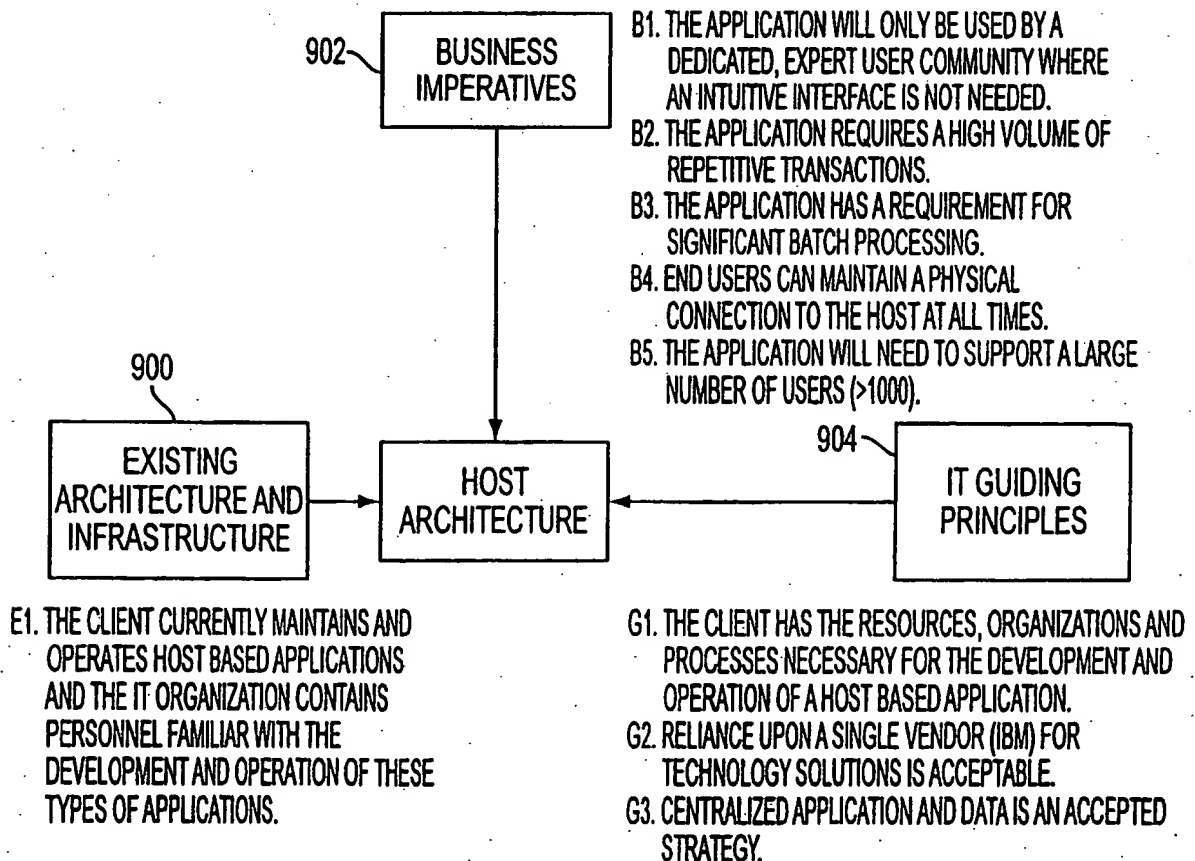 902
BUSINESS
IMPERATIVES
B1. THE APPLICATION WILL ONLY BE USED BY A
DEDICATED, EXPERT USER COMMUNITY WHERE
AN INTUITIVE INTERFACE IS NOT NEEDED.
B2. THE APPLICATION REQUIRES A HIGH VOLUME OF
REPETITIVE TRANSACTIONS.
B3. THE APPLICATION HAS A REQUIREMENT FOR
SIGNIFICANT BATCH PROCESSING.
B4. END USERS CAN MAINTAIN A PHYSICAL
CONNECTION TO THE HOST AT ALL TIMES.
B5. THE APPLICATION WILL NEED TO SUPPORT A LARGE
NUMBER OF USERS (>1000).
900
EXISTING
ARCHITECTURE AND
INFRASTRUCTURE
HOST
ARCHITECTURE
904
IT GUIDING
PRINCIPLES
E1. THE CLIENT CURRENTLY MAINTAINS AND
OPERATES HOST BASED APPLICATIONS
AND THE IT ORGANIZATION CONTAINS
PERSONNEL FAMILIAR WITH THE
DEVELOPMENT AND OPERATION OF THESE
TYPES OF APPLICATIONS.
G1. THE CLIENT HAS THE RESOURCES, ORGANIZATIONS AND
PROCESSES NECESSARY FOR THE DEVELOPMENT AND
OPERATION OF A HOST BASED APPLICATION.
G2. RELIANCE UPON A SINGLE VENDOR (IBM) FOR
TECHNOLOGY SOLUTIONS IS ACCEPTABLE.
G3. CENTRALIZED APPLICATION AND DATA IS AN ACCEPTED
STRATEGY.